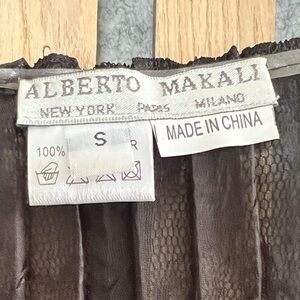 ALBERTO MAKALI
NEW YORK PARIS MILANO
S
100% R
MADE IN CHINA